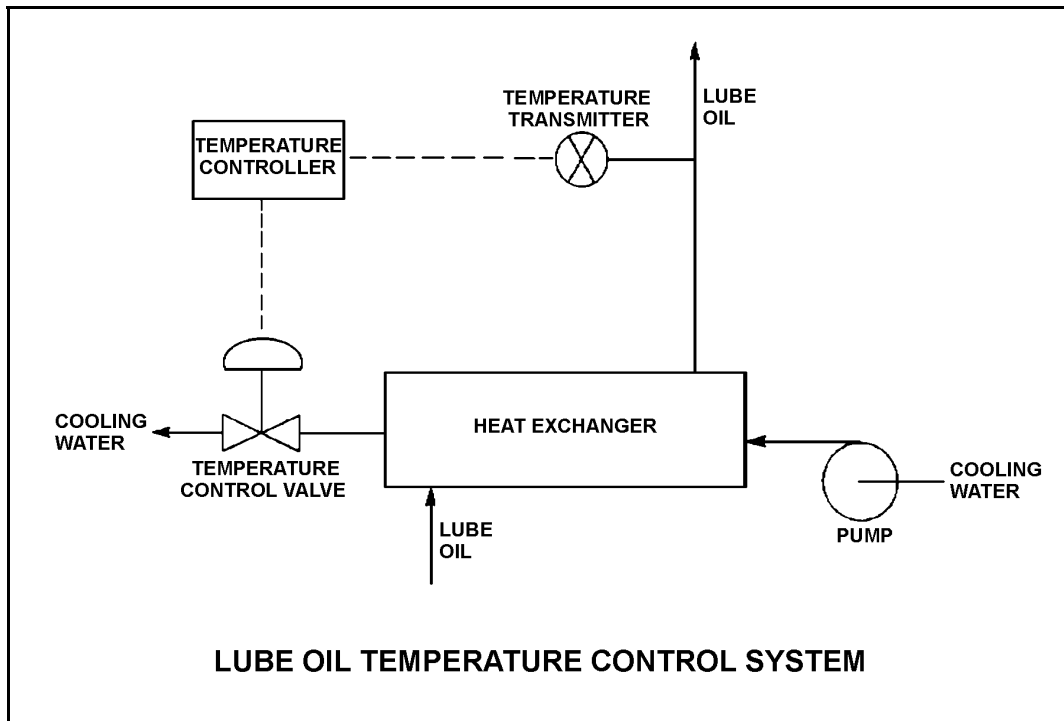 TEMPERATURE
TRANSMITTER
LUBE
OIL
TEMPERATURE
CONTROLLER
COOLING
WATER
HEAT EXCHANGER
TEMPERATURE
CONTROL VALVE
COOLING
WATER
LUBE
OIL
PUMP
LUBE OIL TEMPERATURE CONTROL SYSTEM